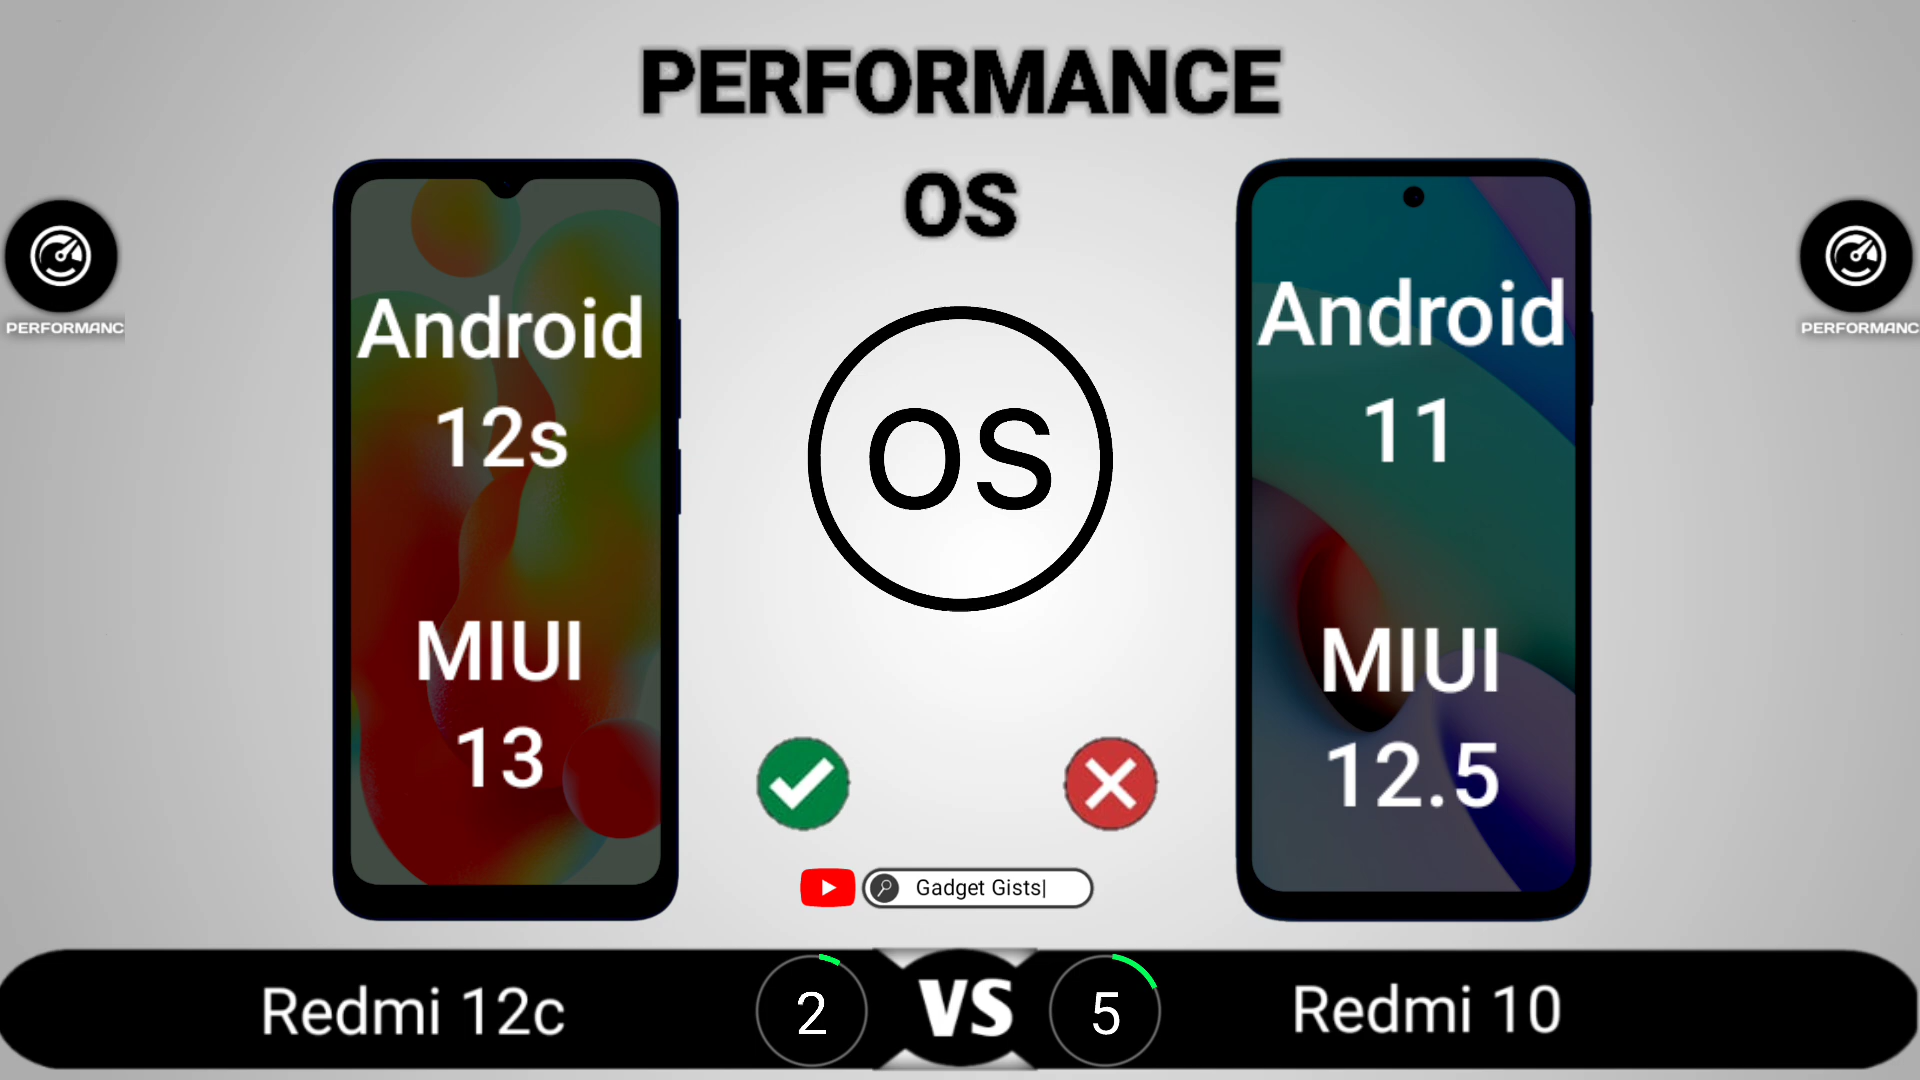 PERFORMANCE
OS
PERFORMANC
PERFORMANC
Android
12s
MIUI
13
OS
Android
11
MIUI
12.5
Gadget Gists|
Redmi 12c
2
VS
5
Redmi 10